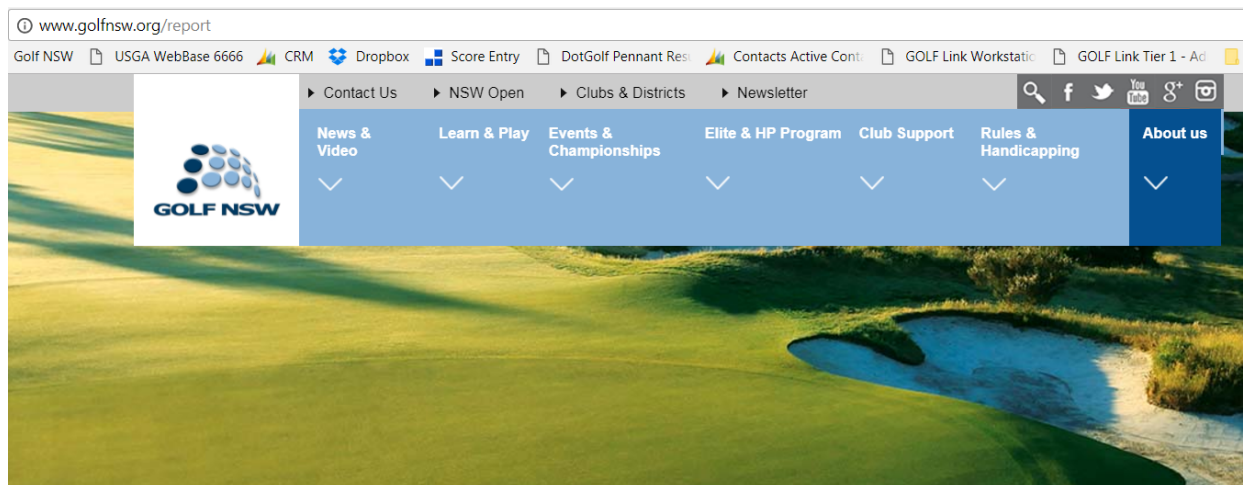 www.golfnsw.org/report
Golf NSW USGA WebBase 6666 CRM Dropbox Score Entry DotGolf Pennant Res Contacts Active Cont GOLF Link Workstatio GOLF Link Tier 1 - Ad
Contact Us NSW Open Clubs & Districts Newsletter f You Tube g+
News & Video Learn & Play Events & Championships Elite & HP Program Club Support Rules & Handicapping About us
GOLF NSW